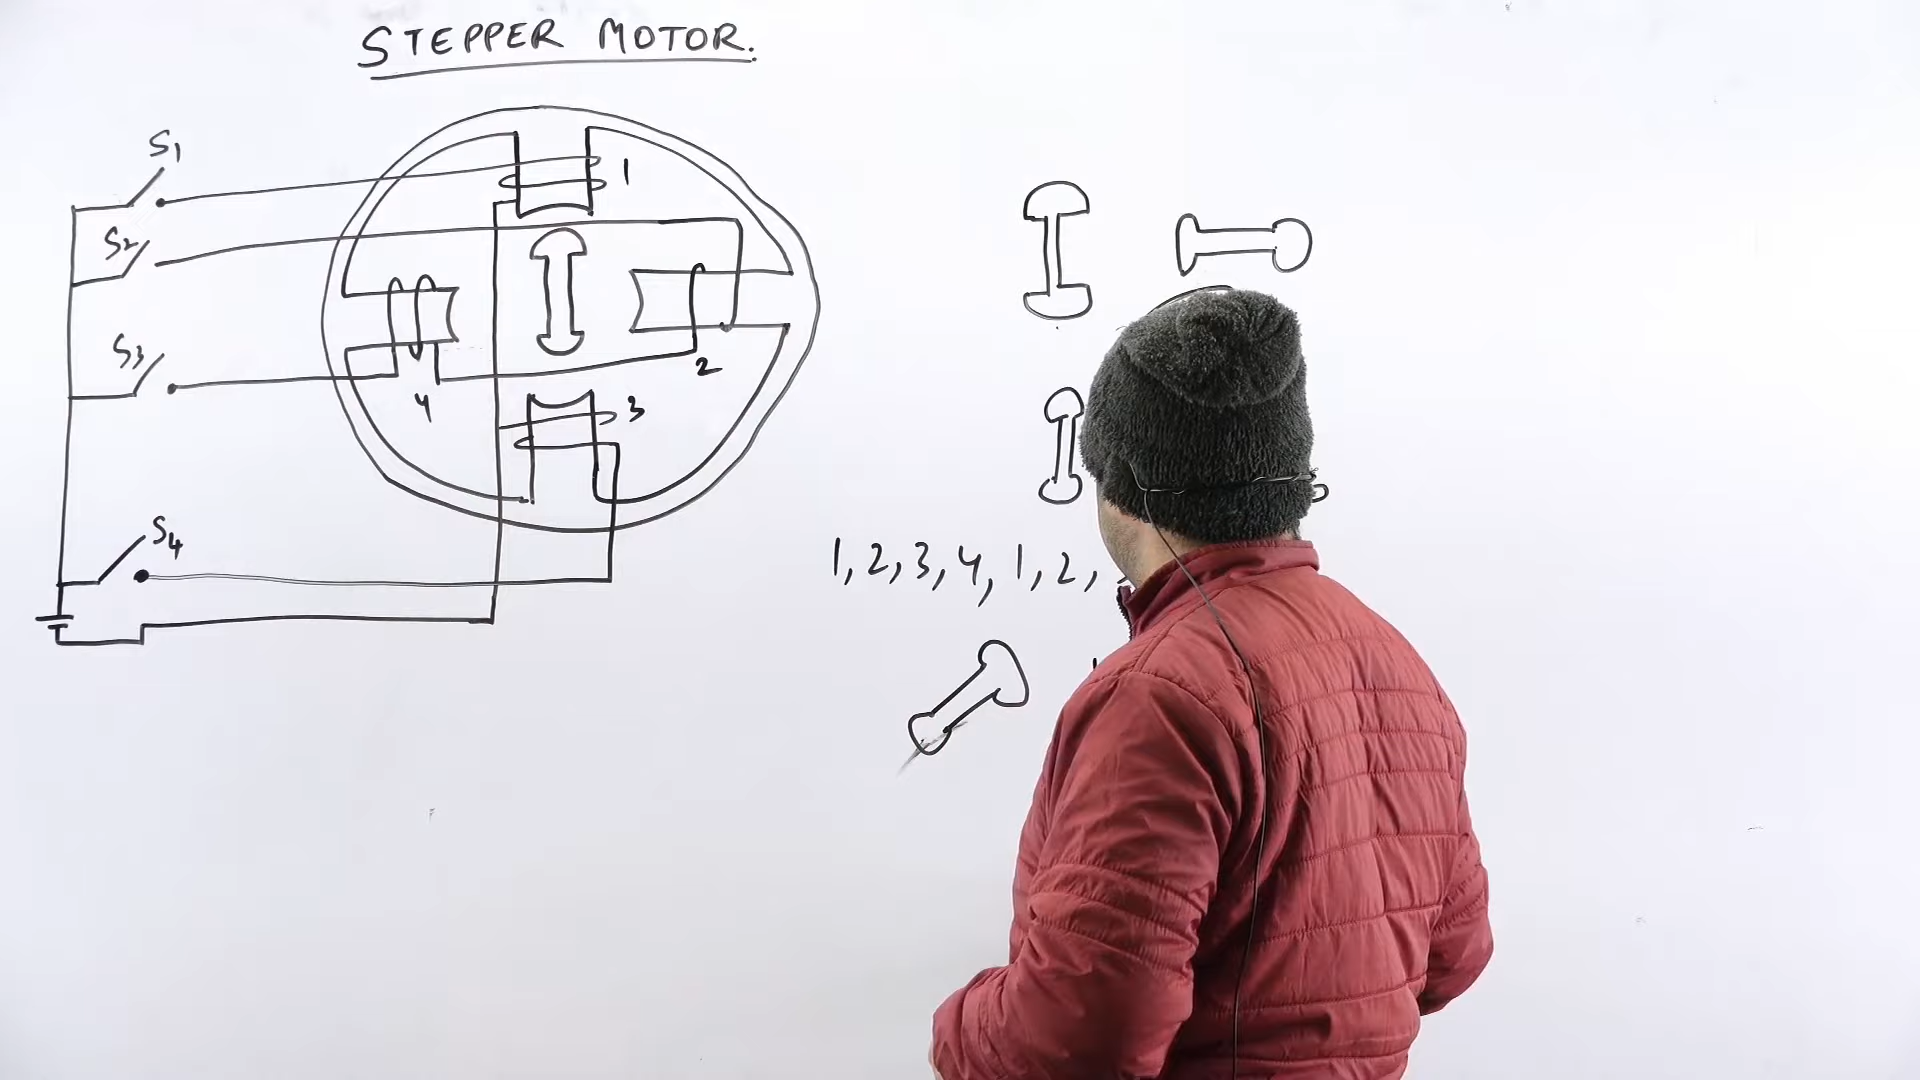 STEPPER MOTOR.
S1
1
S2
S3
2
4
3
S4
1, 2, 3, 4, 1, 2,